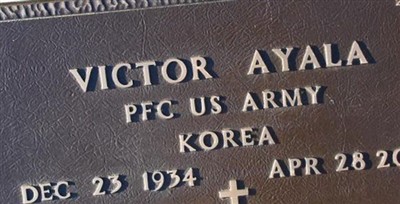 VICTOR AYALA
PFC US ARMY
KOREA
DEC 23 1934 APR 28